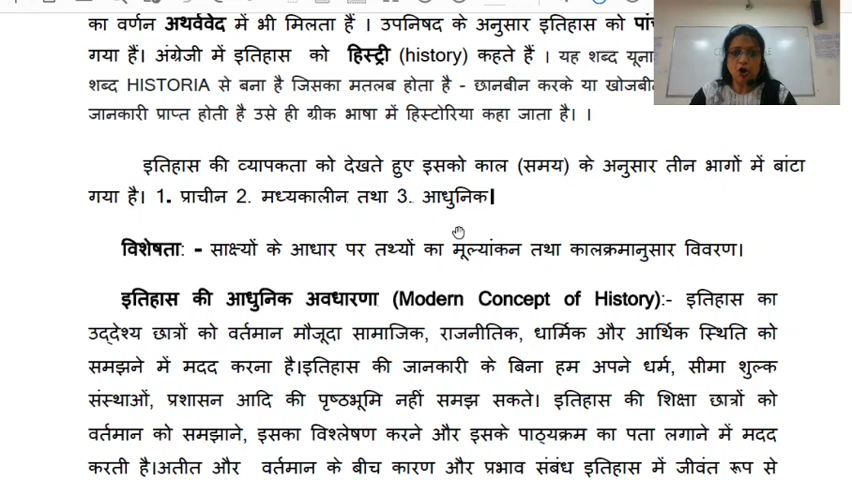 का वर्णन अथर्ववेद में भी मिलता हैं । उपनिषद के अनुसार इतिहास को
गया हैं। अंग्रेजी में इतिहास को हिस्ट्री (history) कहते हैं । यह शब्द
शब्द HISTORIA से बना है जिसका मतलब होता है - छानबीन करके या
जानकारी प्राप्त होती है उसे ही ग्रीक भाषा में हिस्टोरिया कहा जाता है। ।
इतिहास की व्यापकता को देखते हुए इसको काल (समय) के अनुसार तीन भागों में बांटा
गया है। 1. प्राचीन 2. मध्यकालीन तथा 3. आधुनिक।
विशेषता: - साक्ष्यों के आधार पर तथ्यों का मूल्यांकन तथा कालक्रमानुसार विवरण।
इतिहास की आधुनिक अवधारणा (Modern Concept of History):- इतिहास का
उद्देश्य छात्रों को वर्तमान मौजूदा सामाजिक, राजनीतिक, धार्मिक और आर्थिक स्थिति को
समझने में मदद करना है।इतिहास की जानकारी के बिना हम अपने धर्म, सीमा शुल्क
संस्थाओं, प्रशासन आदि की पृष्ठभूमि नहीं समझ सकते। इतिहास की शिक्षा छात्रों को
वर्तमान को समझाने, इसका विश्लेषण करने और इसके पाठ्यक्रम का पता लगाने में मदद
करती है।अतीत और वर्तमान के बीच कारण और प्रभाव संबंध इतिहास में जीवंत रूप से